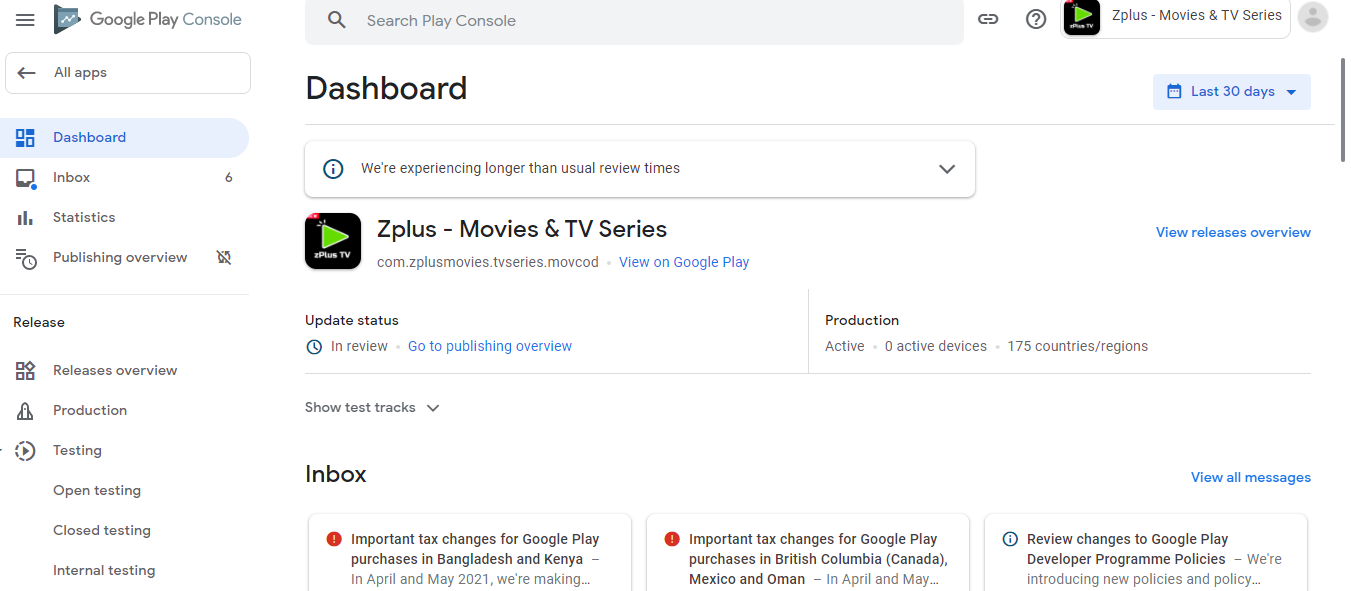 Google Play Console
Search Play Console
Zplus - Movies & TV Series
All apps
Dashboard
Inbox 6
Statistics
Publishing overview
Release
Releases overview
Production
Testing
Open testing
Closed testing
Internal testing
Dashboard
Last 30 days
We're experiencing longer than usual review times
zPlus TV
Zplus - Movies & TV Series
View releases overview
com.zplusmovies.tvseries.movcod • View on Google Play
Update status
In review • Go to publishing overview
Production
Active • 0 active devices • 175 countries/regions
Show test tracks
Inbox
View all messages
Important tax changes for Google Play
purchases in Bangladesh and Kenya –
In April and May 2021, we're making...
Important tax changes for Google Play
purchases in British Columbia (Canada),
Mexico and Oman – In April and May...
Review changes to Google Play
Developer Programme Policies – We're
introducing new policies and policy...